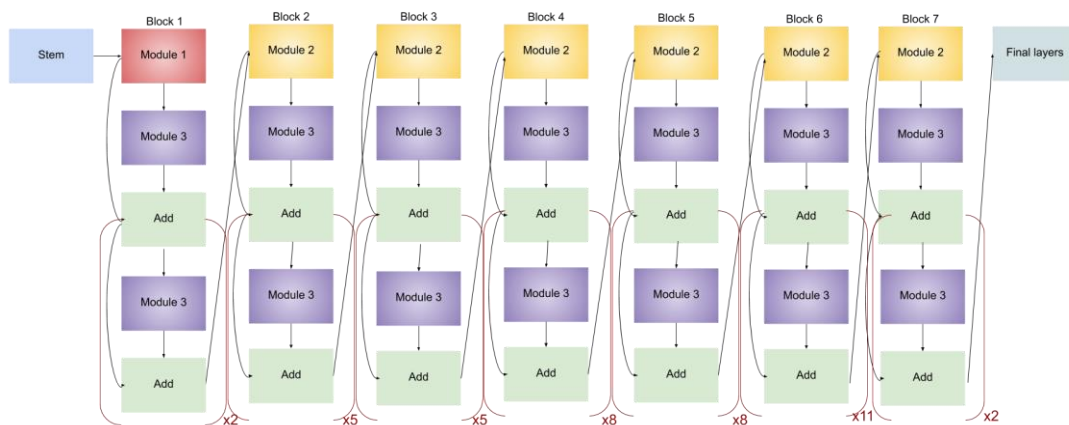 Stem
Block 1
Module 1
Module 3
Add
Module 3
Add
x2
Block 2
Module 2
Module 3
Add
Module 3
Add
x5
Block 3
Module 2
Module 3
Add
Module 3
Add
x5
Block 4
Module 2
Module 3
Add
Module 3
Add
x8
Block 5
Module 2
Module 3
Add
Module 3
Add
x8
Block 6
Module 2
Module 3
Add
Module 3
Add
x11
Block 7
Module 2
Module 3
Add
Module 3
Add
x2
Final layers